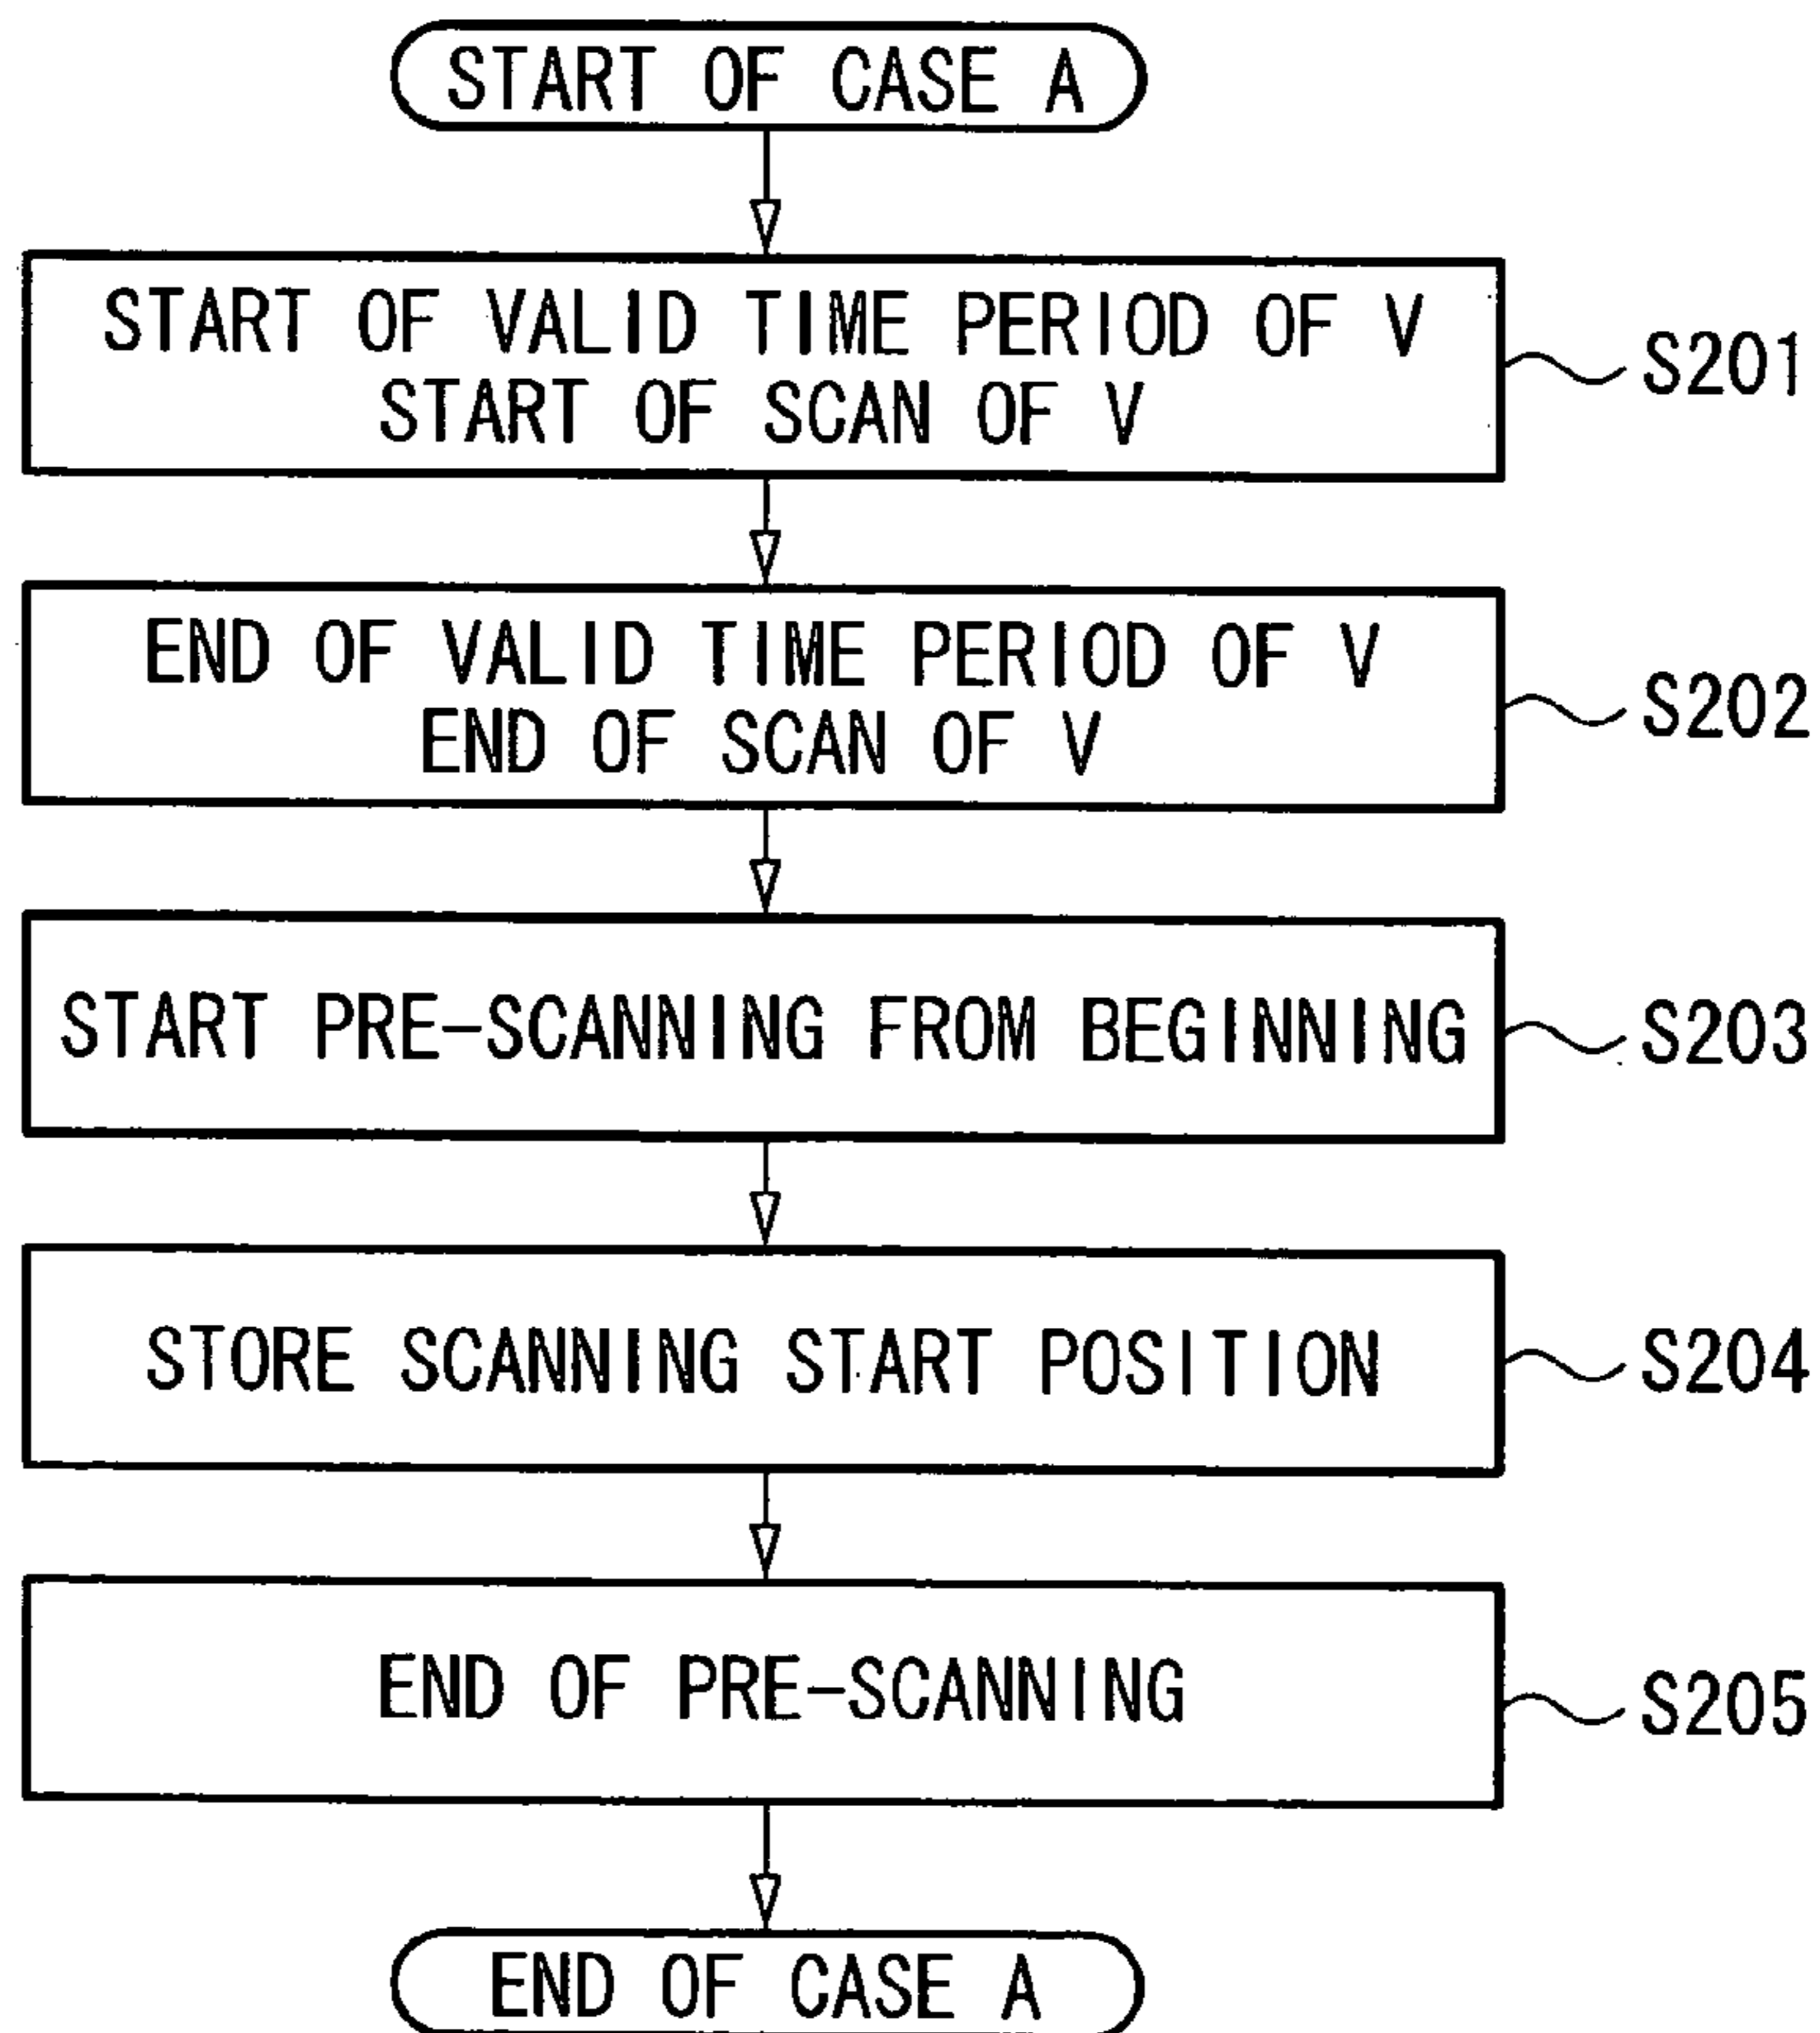 START OF CASE A
START OF VALID TIME PERIOD OF V
START OF SCAN OF V
S201
END OF VALID TIME PERIOD OF V
END OF SCAN OF V
S202
START PRE-SCANNING FROM BEGINNING
S203
STORE SCANNING START POSITION
S204
END OF PRE-SCANNING
S205
END OF CASE A